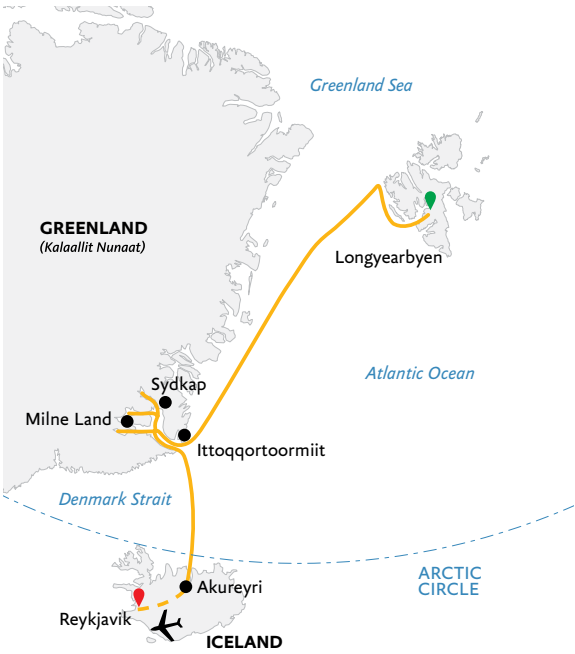 Greenland Sea
GREENLAND
(Kalaallit Nunaat)
Longyearbyen
Atlantic Ocean
Sydkap
Milne Land
Ittoqqortoormiit
Denmark Strait
ARCTIC
CIRCLE
Akureyri
Reykjavik
ICELAND